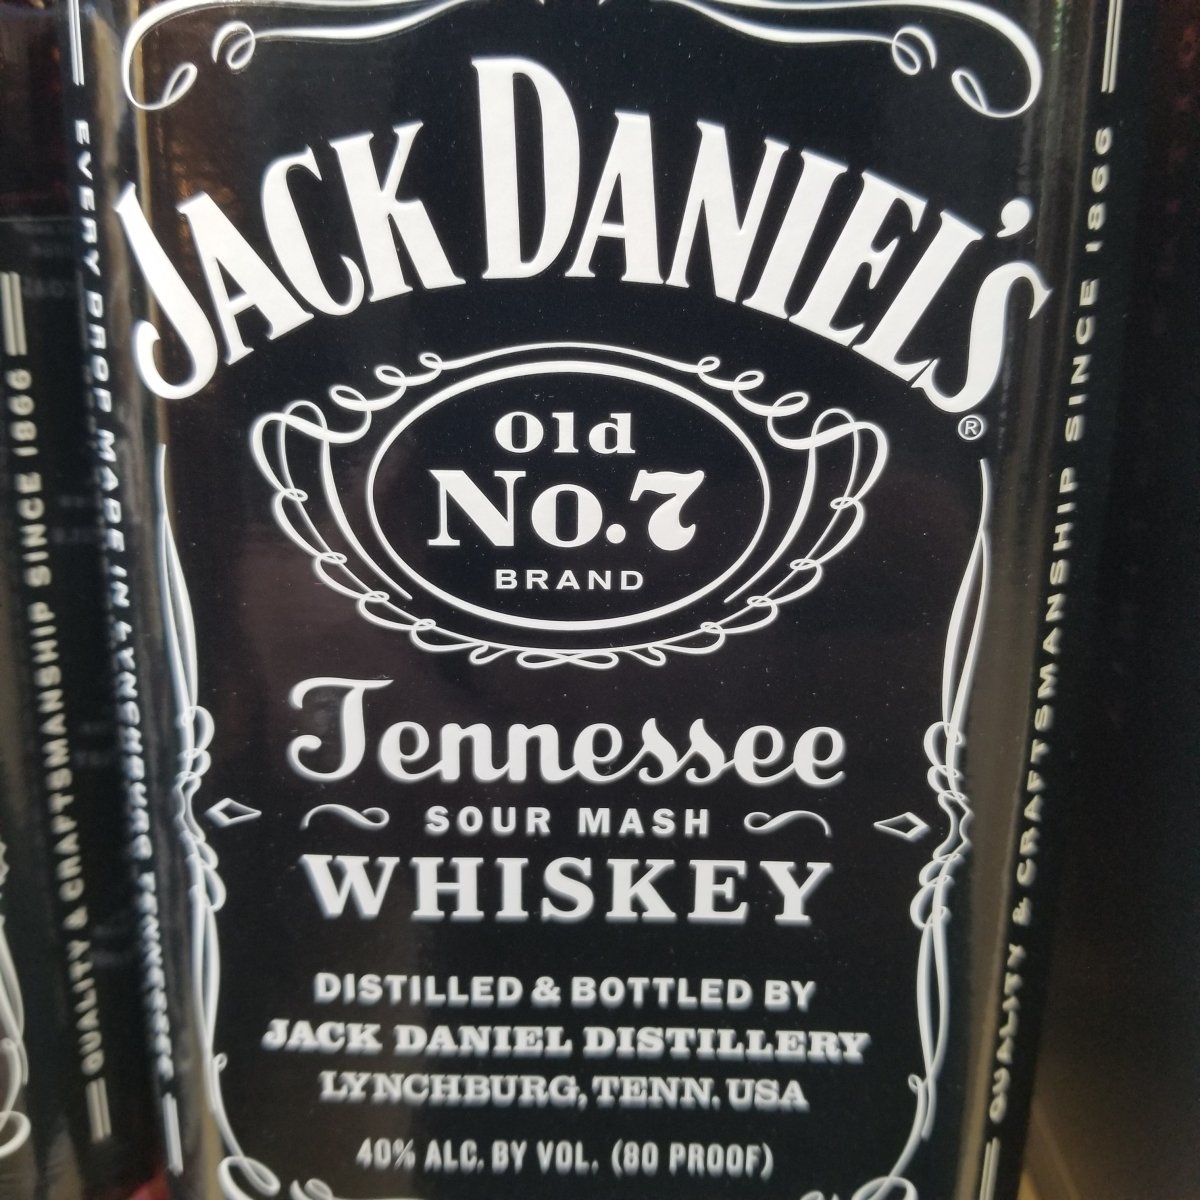 JACK DANIEL'S
®
Old
No.7
BRAND
Tennessee
SOUR MASH
WHISKEY
DISTILLED & BOTTLED BY
JACK DANIEL DISTILLERY
LYNCHBURG, TENN. USA
40% ALC. BY VOL. (80 PROOF)
EVERY DROP MADE IN LYNCHBURG, TENNESSEE
QUALITY & CRAFTSMANSHIP SINCE 1866
QUALITY & CRAFTSMANSHIP SINCE 1866